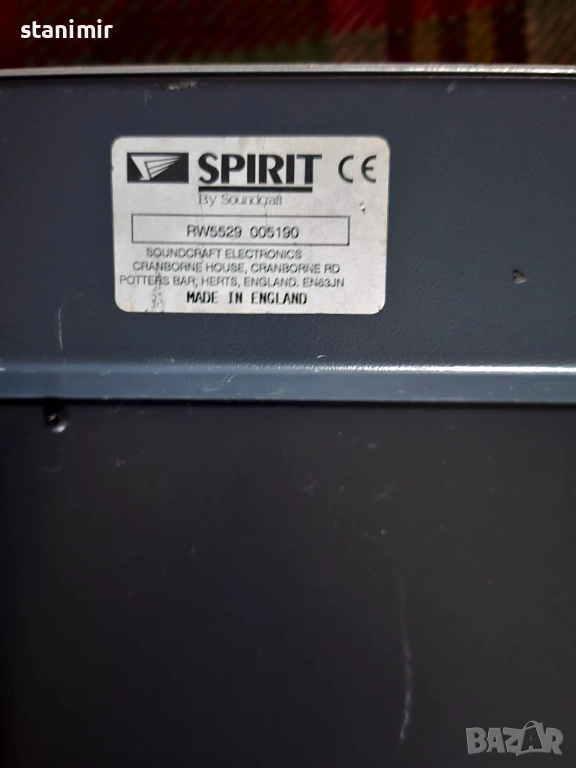 stanimir
SPIRIT CE
By Soundcraft
RW5529 005190
SOUNDCRAFT ELECTRONICS
CRANBORNE HOUSE, CRANBORNE RD
POTTERS BAR, HERTS, ENGLAND. EN63JN
MADE IN ENGLAND
BAZAR